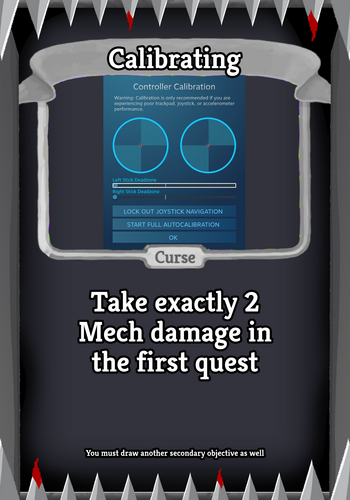 Calibrating
Controller Calibration
Warning: Calibration is only recommended if you are
experiencing poor trackpad, joystick, or accelerometer
performance.
Left Stick Deadzone
Right Stick Deadzone
LOCK OUT JOYSTICK NAVIGATION
START FULL AUTOCALIBRATION
OK
Curse
Take exactly 2
Mech damage in
the first quest
You must draw another secondary objective as well